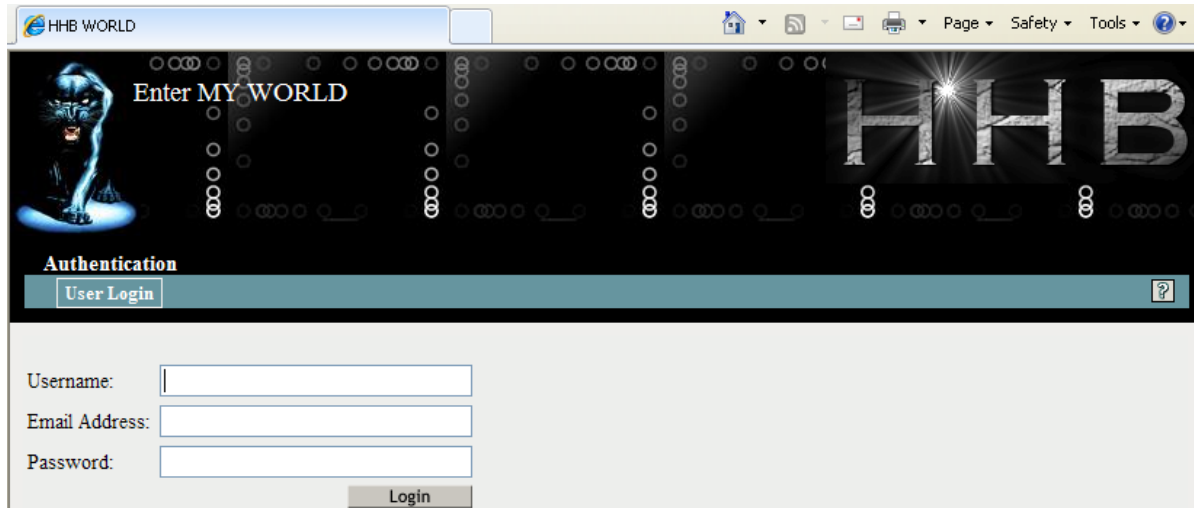 HHB WORLD
Page Safety Tools
Enter MY WORLD
HHB
Authentication
User Login
Username:
Email Address:
Password:
Login